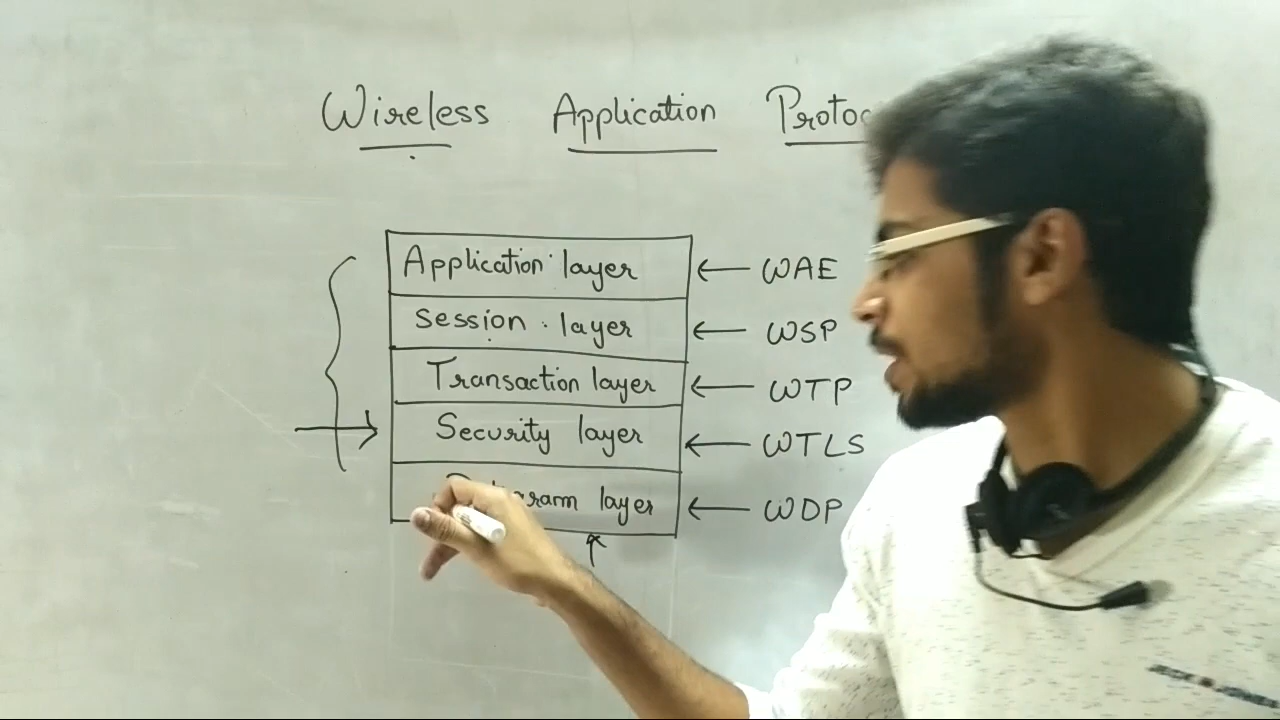 Wireless Application
Application layer ← WAE
Session layer ← WSP
Transaction layer ← WTP
Security layer ← WTLS
layer ← WDP